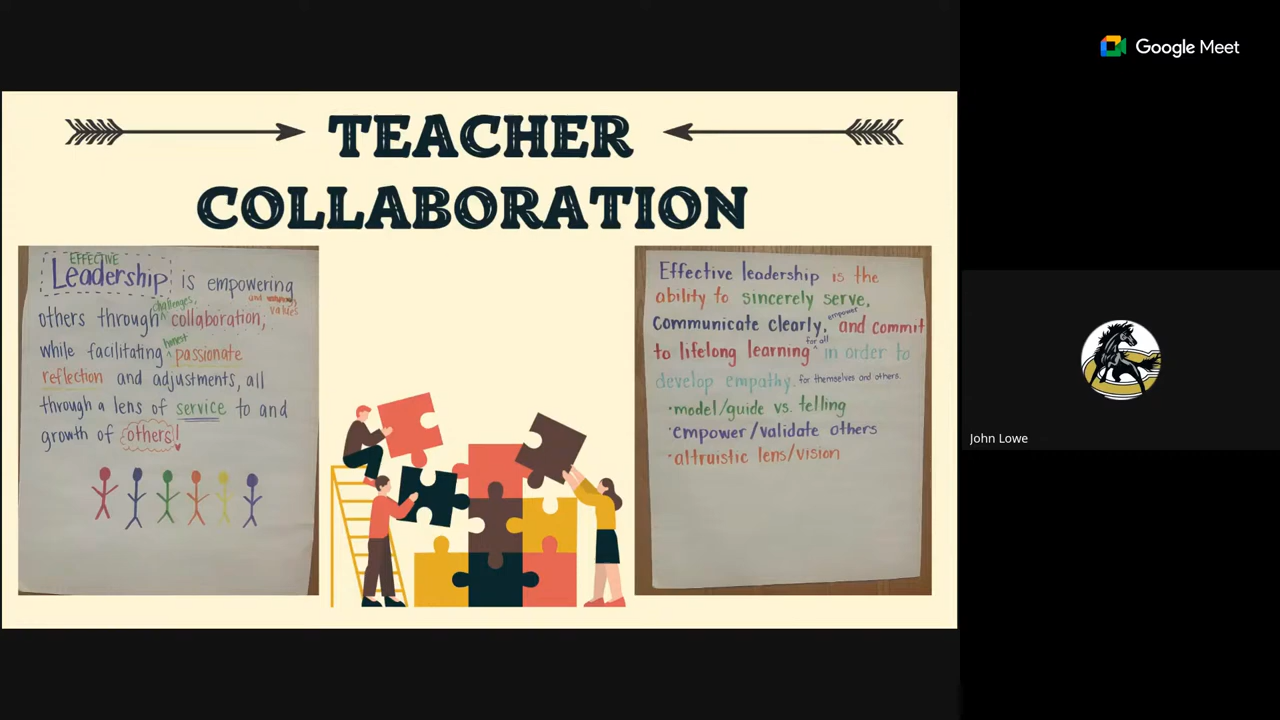 Google Meet
TEACHER
COLLABORATION
EFFECTIVE
Leadership is empowering
and values
challenges,
others through ^ collaboration,
honest
while facilitating ^ passionate
reflection and adjustments, all
through a lens of service to and
growth of others!
Effective leadership is the
ability to sincerely serve,
empower
Communicate clearly, ^ and commit
for all
to lifelong learning ^ in order to
develop empathy. for themselves and others.
·model/guide vs. telling
·empower/validate others
·altruistic lens/vision
John Lowe